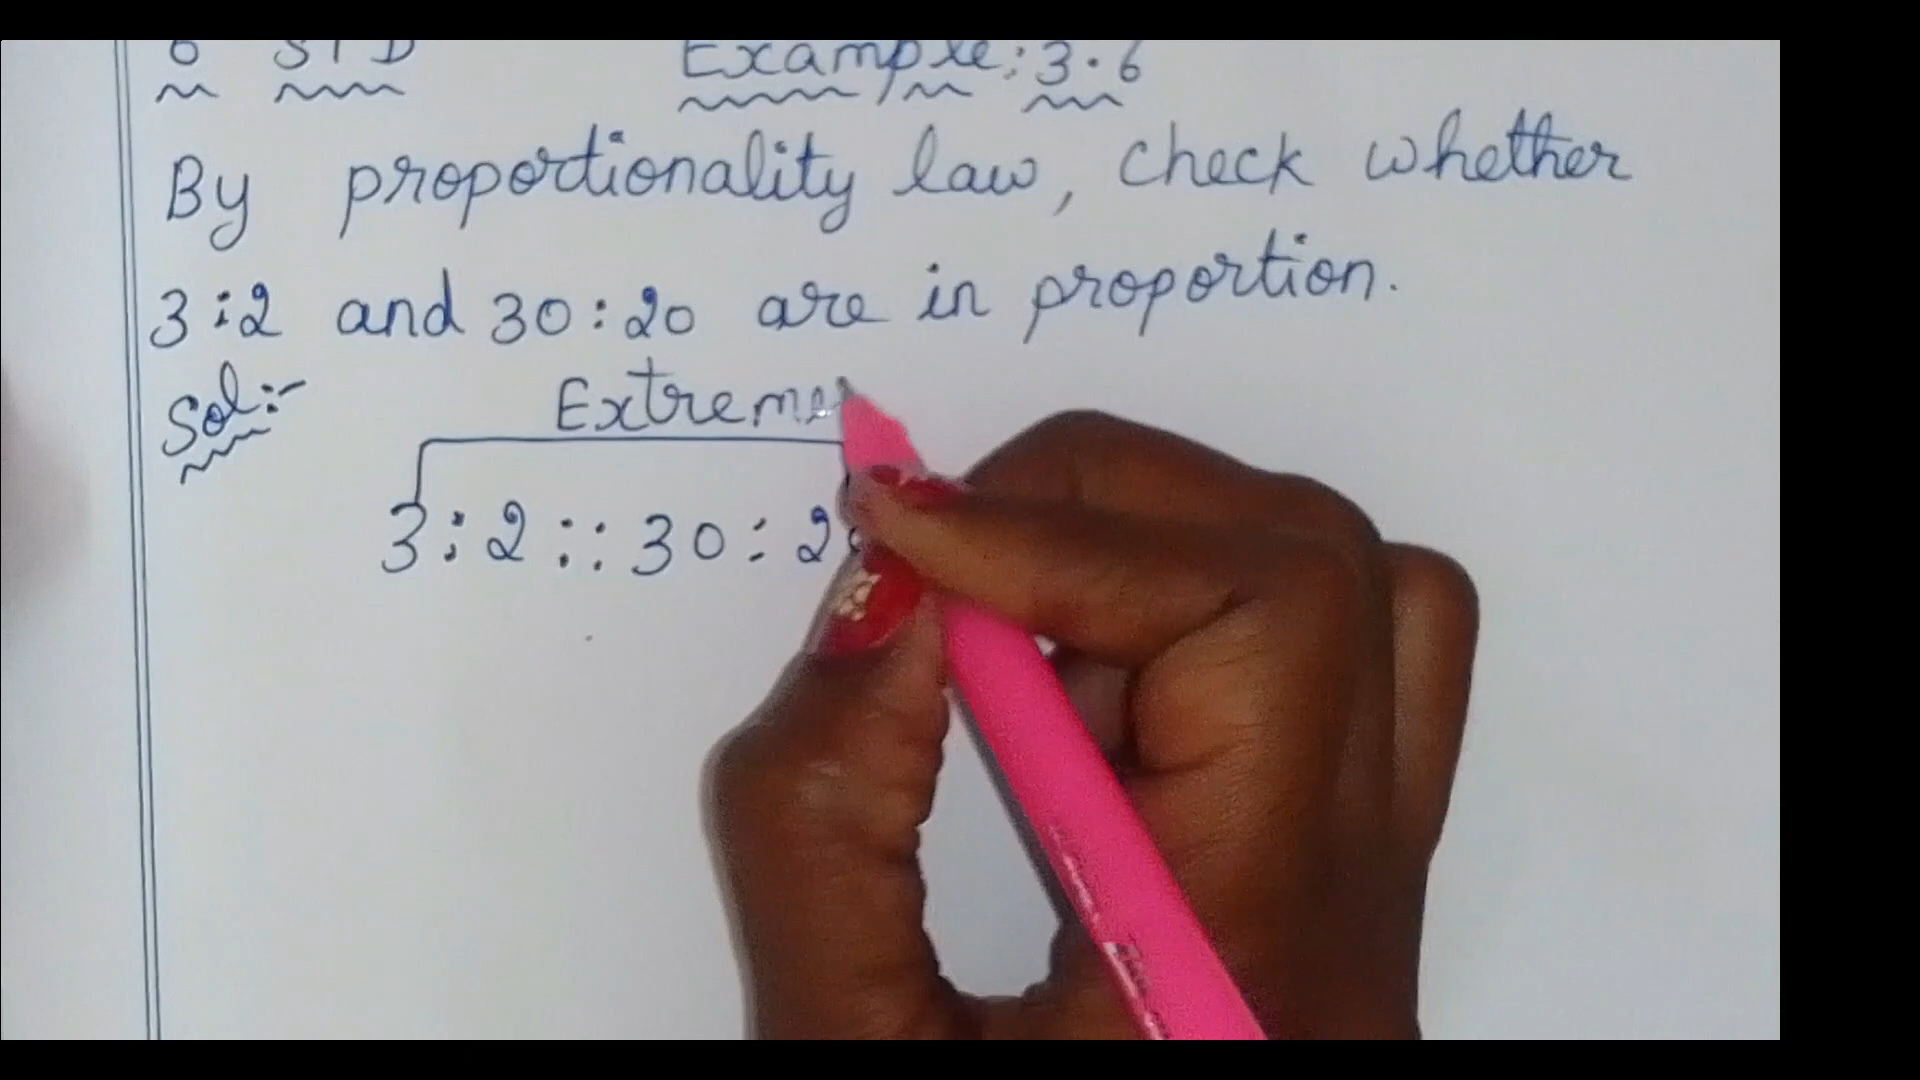 6 STD Example: 3.6
By proportionality law, check whether
3:2 and 30:20 are in proportion.
Sol:-
Extreme
3:2::30:2